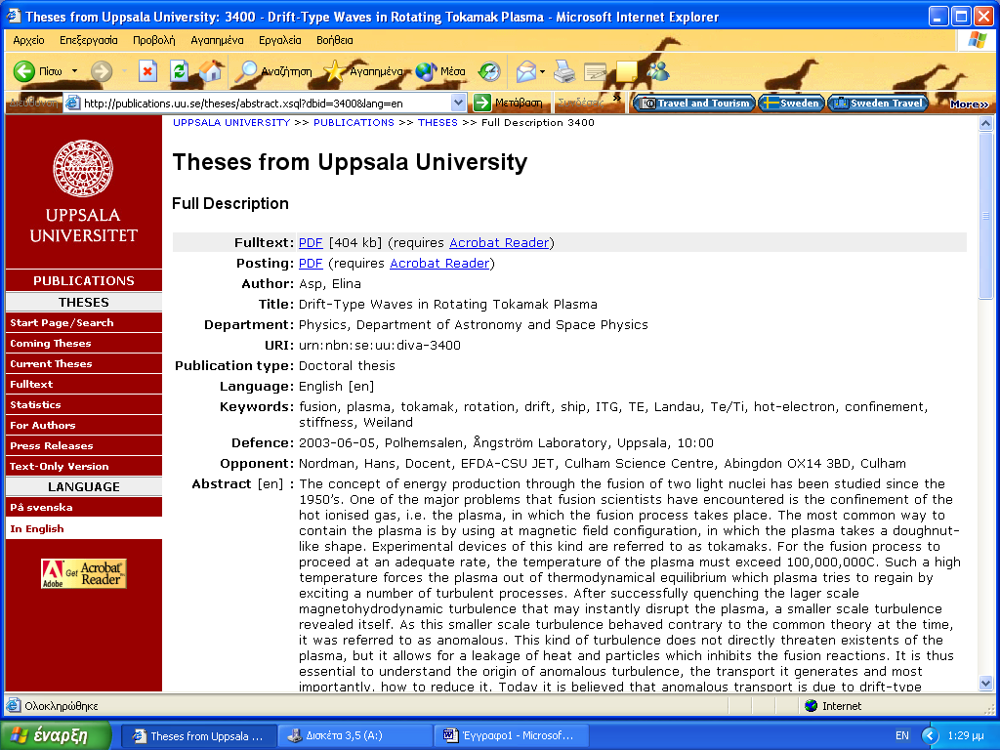 Theses from Uppsala University: 3400 - Drift-Type Waves in Rotating Tokamak Plasma - Microsoft Internet Explorer
Αρχείο Επεξεργασία Προβολή Αγαπημένα Εργαλεία Βοήθεια
Πίσω Αναζήτηση Αγαπημένα Μέσα
Διεύθυνση http://publications.uu.se/theses/abstract.xsql?dbid=3400&lang=en Μετάβαση Συνδέσεις » Travel and Tourism Sweden Sweden Travel More»
UPPSALA UNIVERSITY >> PUBLICATIONS >> THESES >> Full Description 3400
UPPSALA
UNIVERSITET
PUBLICATIONS
THESES
Start Page/Search
Coming Theses
Current Theses
Fulltext
Statistics
For Authors
Press Releases
Text-Only Version
LANGUAGE
På svenska
In English
Adobe Get Acrobat Reader
Theses from Uppsala University
Full Description
Fulltext: PDF [404 kb] (requires Acrobat Reader)
Posting: PDF (requires Acrobat Reader)
Author: Asp, Elina
Title: Drift-Type Waves in Rotating Tokamak Plasma
Department: Physics, Department of Astronomy and Space Physics
URI: urn:nbn:se:uu:diva-3400
Publication type: Doctoral thesis
Language: English [en]
Keywords: fusion, plasma, tokamak, rotation, drift, ship, ITG, TE, Landau, Te/Ti, hot-electron, confinement,
stiffness, Weiland
Defence: 2003-06-05, Polhemsalen, Ångström Laboratory, Uppsala, 10:00
Opponent: Nordman, Hans, Docent, EFDA-CSU JET, Culham Science Centre, Abingdon OX14 3BD, Culham
Abstract [en] : The concept of energy production through the fusion of two light nuclei has been studied since the
1950's. One of the major problems that fusion scientists have encountered is the confinement of the
hot ionised gas, i.e. the plasma, in which the fusion process takes place. The most common way to
contain the plasma is by using at magnetic field configuration, in which the plasma takes a doughnut-
like shape. Experimental devices of this kind are referred to as tokamaks. For the fusion process to
proceed at an adequate rate, the temperature of the plasma must exceed 100,000,000C. Such a high
temperature forces the plasma out of thermodynamical equilibrium which plasma tries to regain by
exciting a number of turbulent processes. After successfully quenching the lager scale
magnetohydrodynamic turbulence that may instantly disrupt the plasma, a smaller scale turbulence
revealed itself. As this smaller scale turbulence behaved contrary to the common theory at the time,
it was referred to as anomalous. This kind of turbulence does not directly threaten existents of the
plasma, but it allows for a leakage of heat and particles which inhibits the fusion reactions. It is thus
essential to understand the origin of anomalous turbulence, the transport it generates and most
importantly, how to reduce it. Today it is believed that anomalous transport is due to drift-type
Ολοκληρώθηκε Internet
έναρξη Theses from Uppsala ... Δισκέτα 3,5 (A:) Έγγραφο1 - Microsof... EN 1:29 μμ